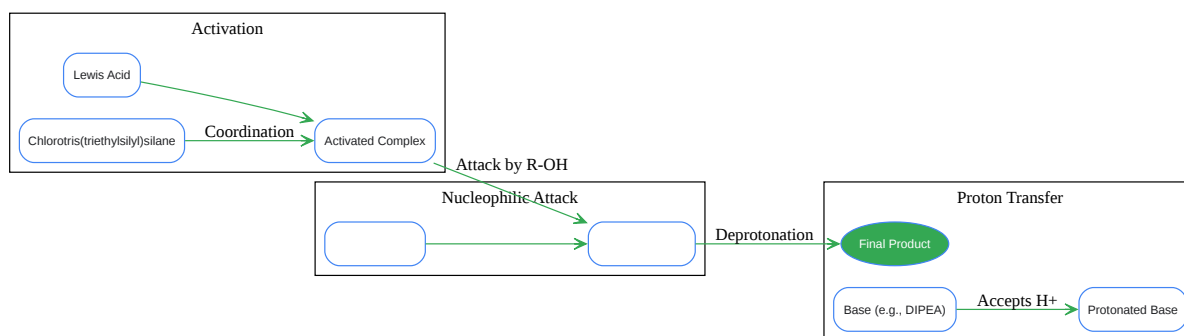 Activation
Lewis Acid
Chlorotris(triethylsilyl)silane
Coordination
Activated Complex
Attack by R-OH
Nucleophilic Attack
Deprotonation
Proton Transfer
Final Product
Base (e.g., DIPEA)
Accepts H+
Protonated Base